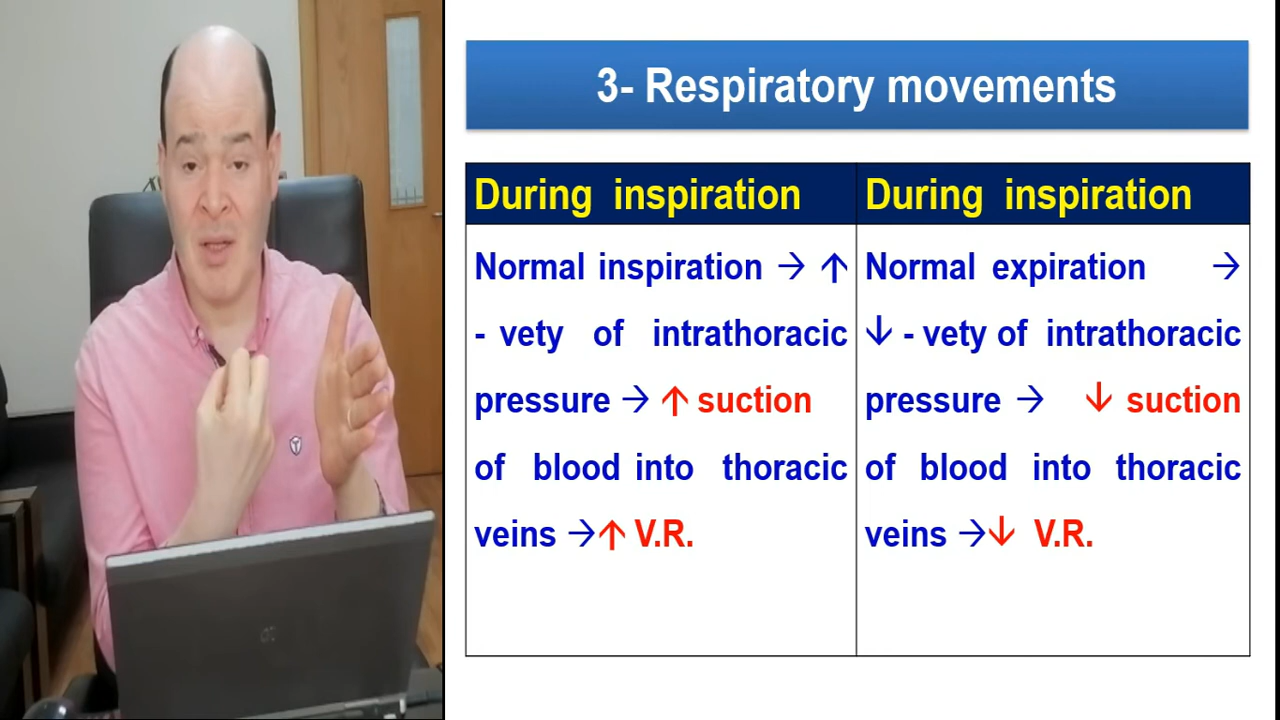 3- Respiratory movements
During inspiration
Normal inspiration → ↑
- vety of intrathoracic
pressure → ↑ suction
of blood into thoracic
veins →↑ V.R.
During inspiration
Normal expiration →
↓ - vety of intrathoracic
pressure → ↓ suction
of blood into thoracic
veins →↓ V.R.